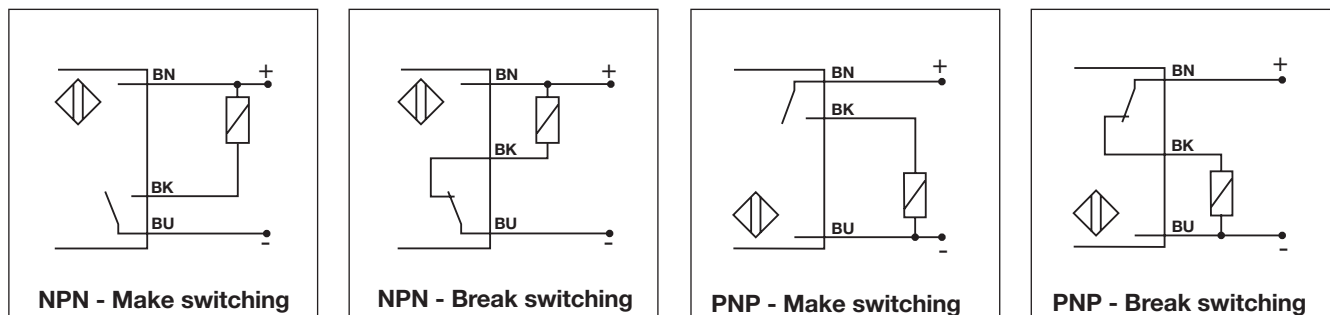 BN
+
BK
BU
-
NPN - Make switching
BN
+
BK
BU
-
NPN - Break switching
BN
+
BK
BU
-
PNP - Make switching
BN
+
BK
BU
-
PNP - Break switching